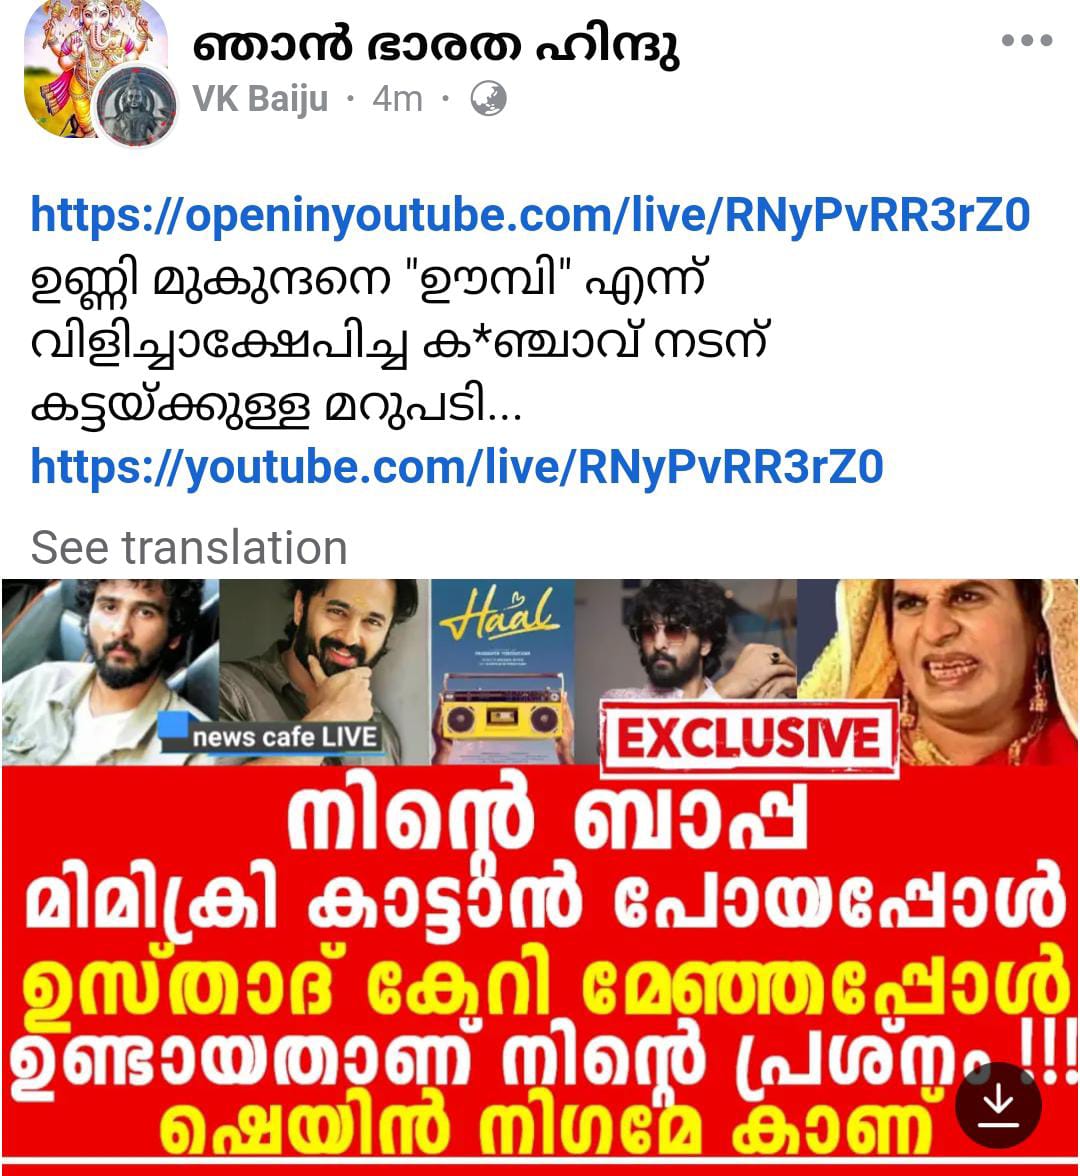 ഞാൻ ഭാരത ഹിന്ദു
VK Baiju · 4m ·
https://openinyoutube.com/live/RNyPvRR3rZ0
ഉണ്ണി മുകുന്ദനെ "ഊമ്പി" എന്ന്
വിളിച്ചാക്ഷേപിച്ച ക*ഞ്ചാവ് നടന്
കട്ടയ്ക്കുള്ള മറുപടി...
https://youtube.com/live/RNyPvRR3rZ0
See translation
Haal
news cafe LIVE
EXCLUSIVE
നിന്റെ ബാപ്പ
മിമിക്രി കാട്ടാൻ പോയപ്പോൾ
ഉസ്താദ് കേറി മേഞ്ഞപ്പോൾ
ഉണ്ടായതാണ് നിന്റെ പ്രശ്നം !!!
ഷെയിൻ നിഗമേ കാണ്